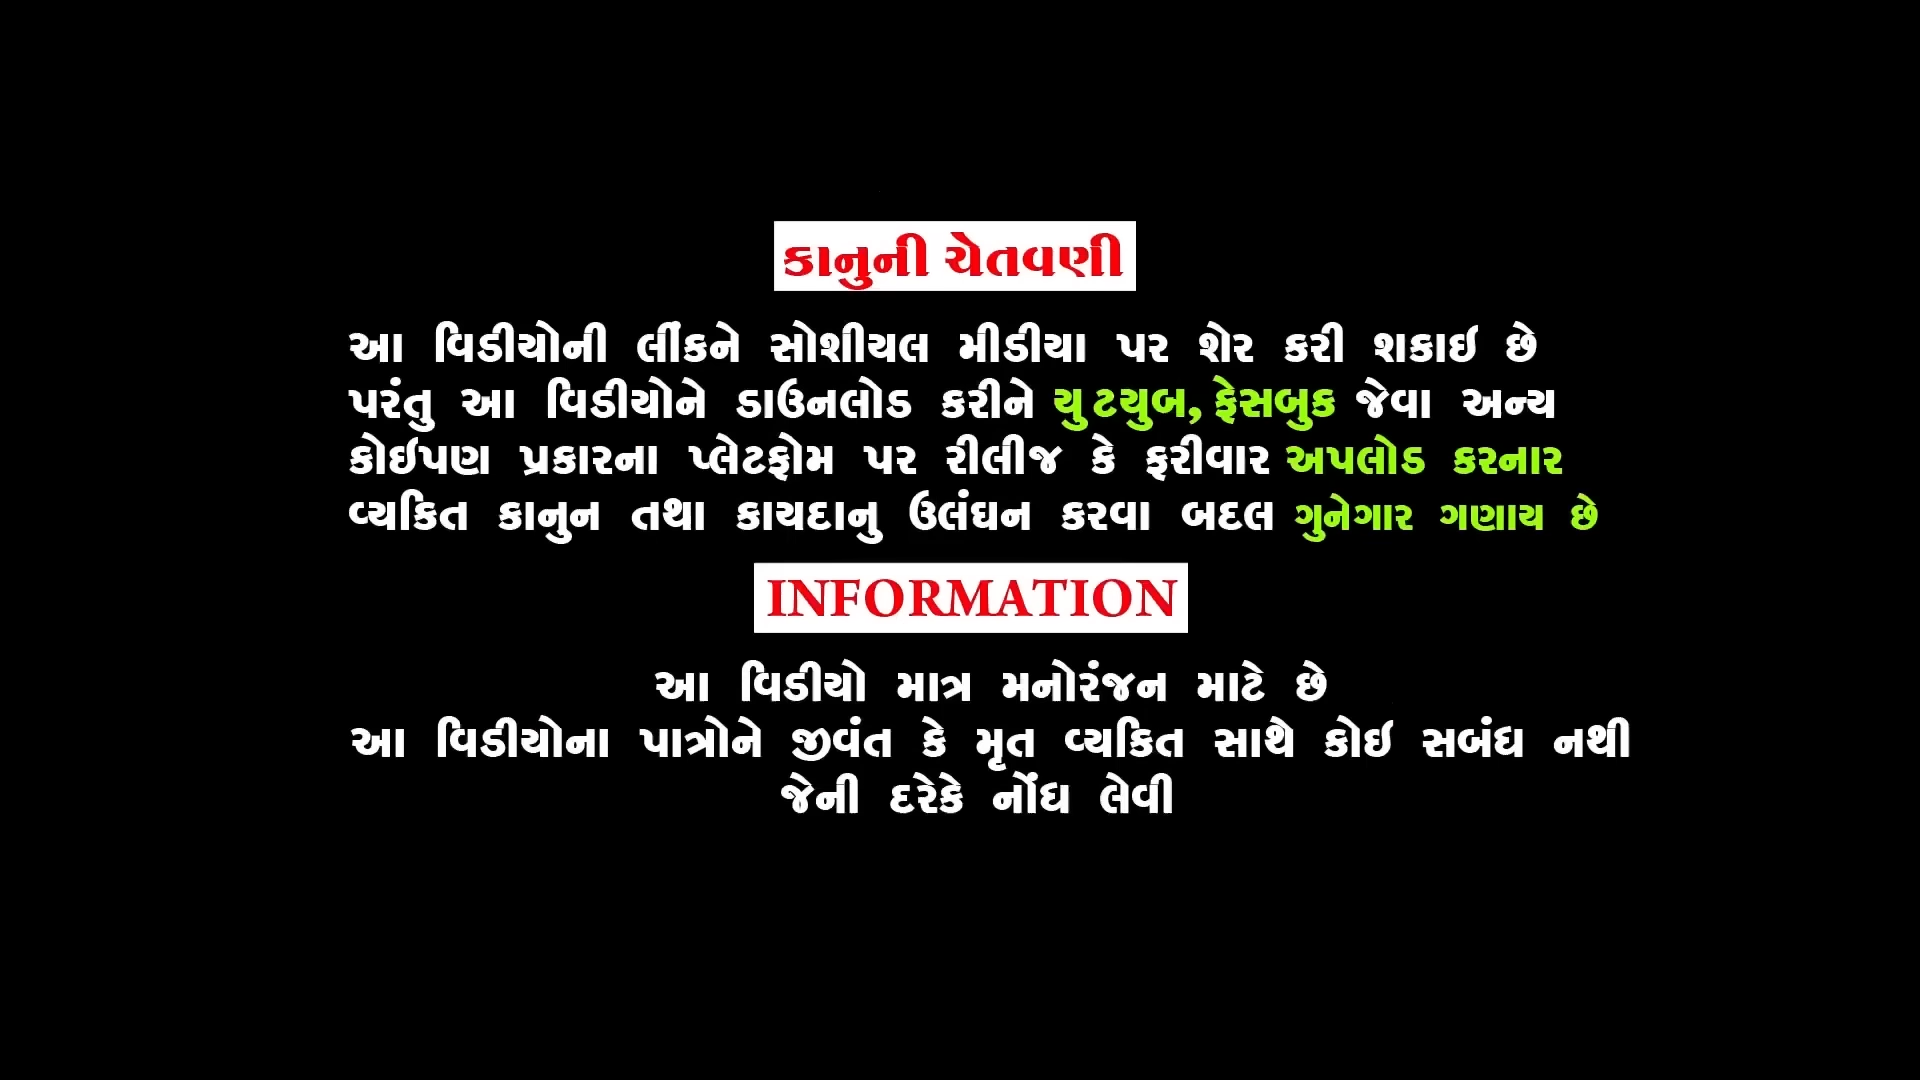 કાનુની ચેતવણી
આ વિડીયોની લીંકને સોશીયલ મીડીયા પર શેર કરી શકાઇ છે
પરંતુ આ વિડીયોને ડાઉનલોડ કરીને યુ ટયુબ, ફેસબુક જેવા અન્ય
કોઇપણ પ્રકારના પ્લેટફોમ પર રીલીજ કે ફરીવાર અપલોડ કરનાર
વ્યકિત કાનુન તથા કાયદાનુ ઉલંઘન કરવા બદલ ગુનેગાર ગણાય છે
INFORMATION
આ વિડીયો માત્ર મનોરંજન માટે છે
આ વિડીયોના પાત્રોને જીવંત કે મૃત વ્યકિત સાથે કોઇ સબંધ નથી
જેની દરેકે નોંધ લેવી